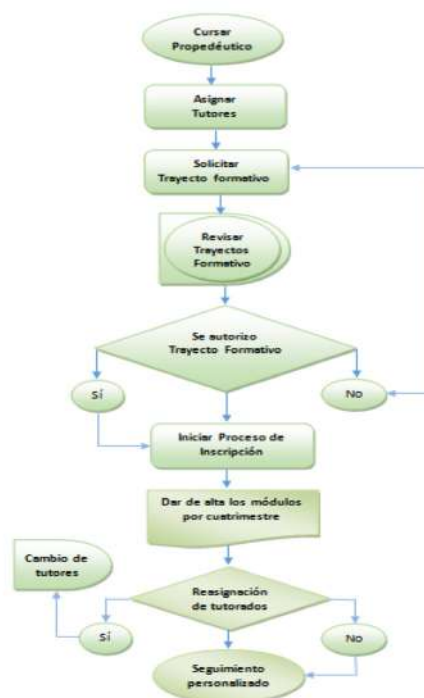 Cursar
Propedéutico
Asignar
Tutores
Solicitar
Trayecto formativo
Revisar
Trayectos
Formativo
Se autorizo
Trayecto Formativo
Sí
No
Iniciar Proceso de
Inscripción
Dar de alta los módulos
por cuatrimestre
Cambio de
tutores
Reasignación
de tutorados
Sí
No
Seguimiento
personalizado